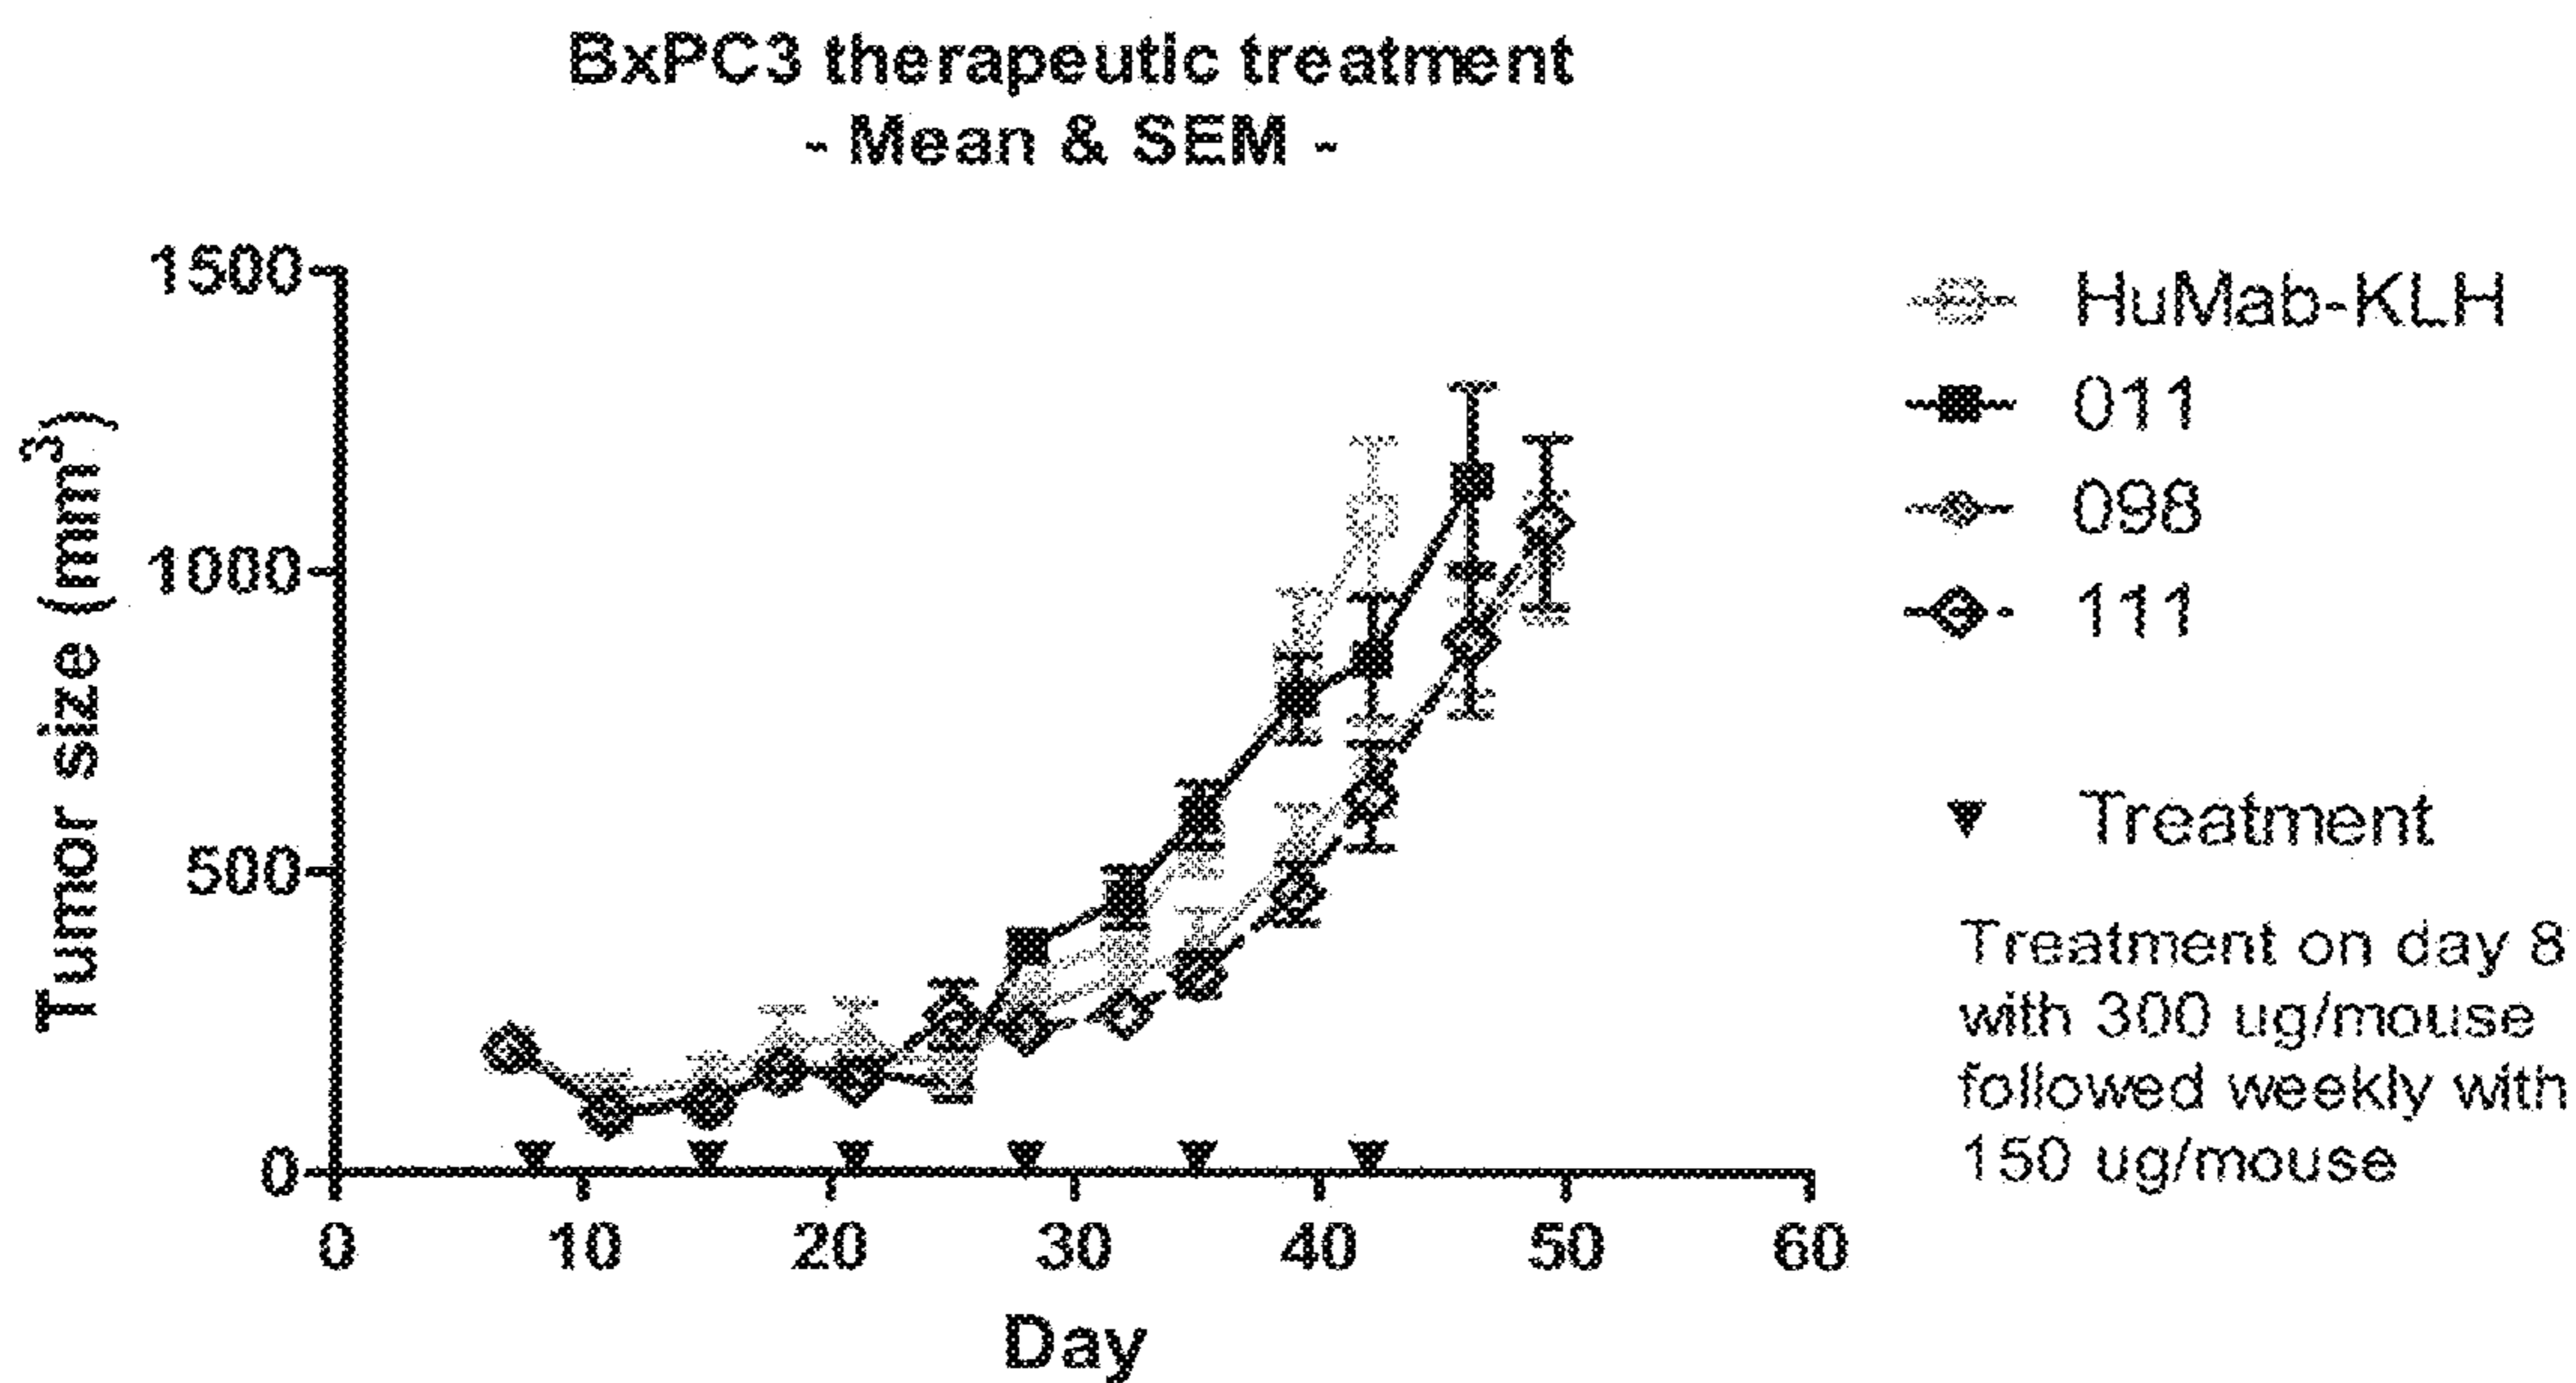 BxPC3 therapeutic treatment
- Mean & SEM -
Tumor size (mm³)
1500
1000
500
0
0 10 20 30 40 50 60
Day
HuMab-KLH
011
098
111
Treatment
Treatment on day 8
with 300 ug/mouse
followed weekly with
150 ug/mouse